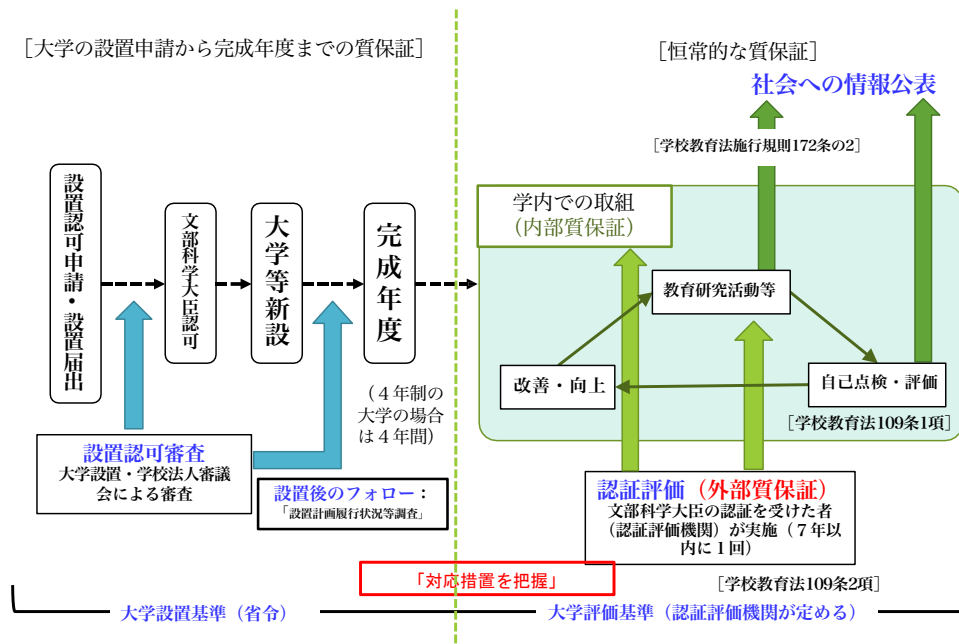 ［大学の設置申請から完成年度までの質保証］
設置認可申請・設置届出
文部科学大臣認可
大学等新設
完成年度
（４年制の
大学の場合
は４年間）
設置認可審査
大学設置・学校法人審議
会による審査
設置後のフォロー：
「設置計画履行状況等調査」
［恒常的な質保証］
社会への情報公表
［学校教育法施行規則172条の2］
学内での取組
（内部質保証）
教育研究活動等
改善・向上
自己点検・評価
［学校教育法109条1項］
認証評価（外部質保証）
文部科学大臣の認証を受けた者
（認証評価機関）が実施（７年以
内に１回）
［学校教育法109条2項］
「対応措置を把握」
大学設置基準（省令）
大学評価基準（認証評価機関が定める）